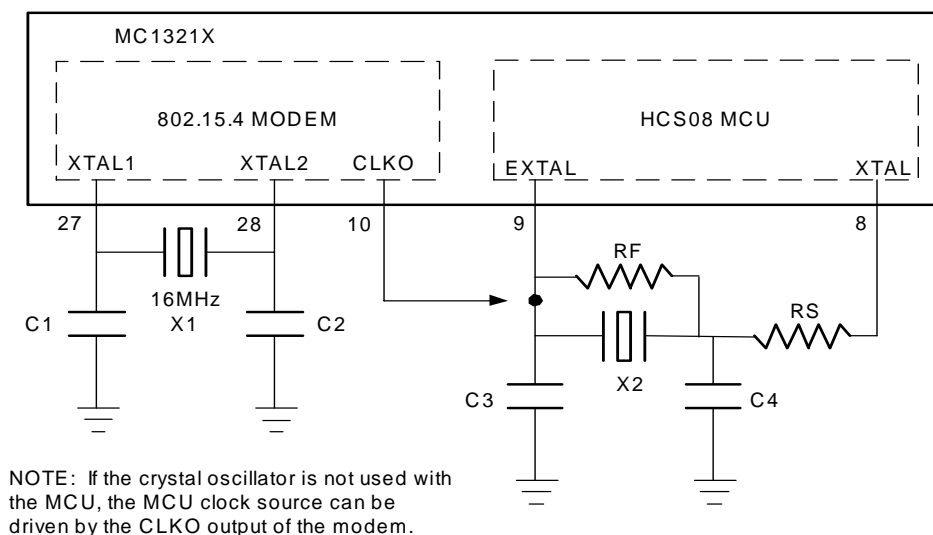 MC1321X
802.15.4 MODEM
HCS08 MCU
XTAL1
XTAL2
CLKO
EXTAL
XTAL
27
28
10
9
8
RF
16MHz
X1
C1
C2
RS
X2
C3
C4
NOTE: If the crystal oscillator is not used with
the MCU, the MCU clock source can be
driven by the CLKO output of the modem.